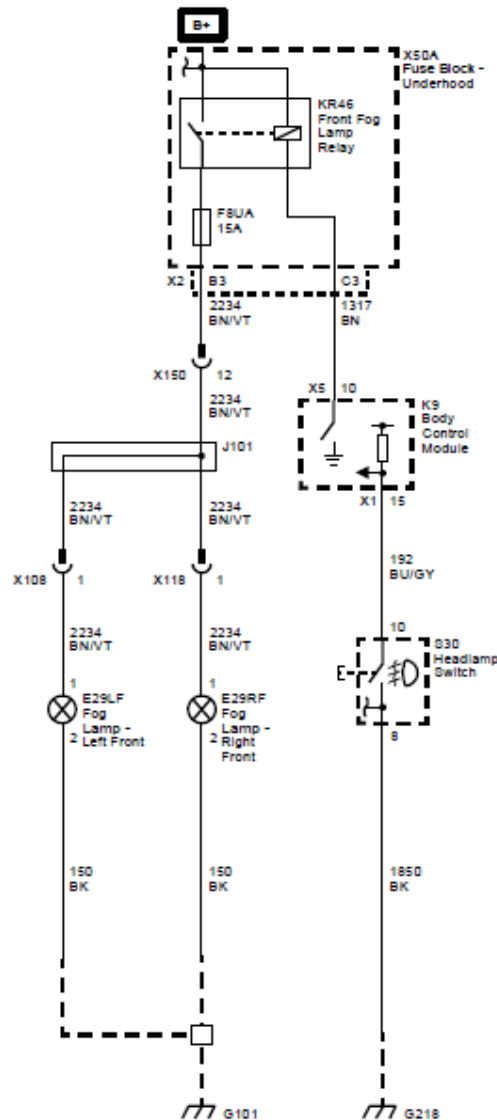 B+
X50A
Fuse Block -
Underhood
KR46
Front Fog
Lamp
Relay
F8UA
15A
X2 B3 C3
2234
BN/VT
1317
BN
X150 12
X5 10
K9
Body
Control
Module
2234
BN/VT
J101
X1 15
2234
BN/VT
2234
BN/VT
192
BU/GY
X108 1
X118 1
10
S30
Headlamp
Switch
2234
BN/VT
2234
BN/VT
1
E29LF
Fog
Lamp -
Left Front
2
1
E29RF
Fog
Lamp -
Right
Front
2
8
150
BK
150
BK
1850
BK
G101
G218